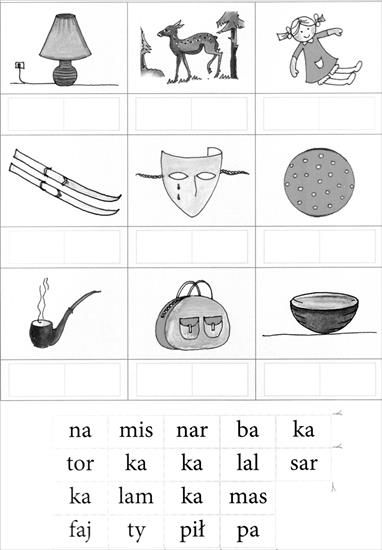 na mis nar ba ka
tor ka ka lal sar
ka lam ka mas
faj ty pił pa